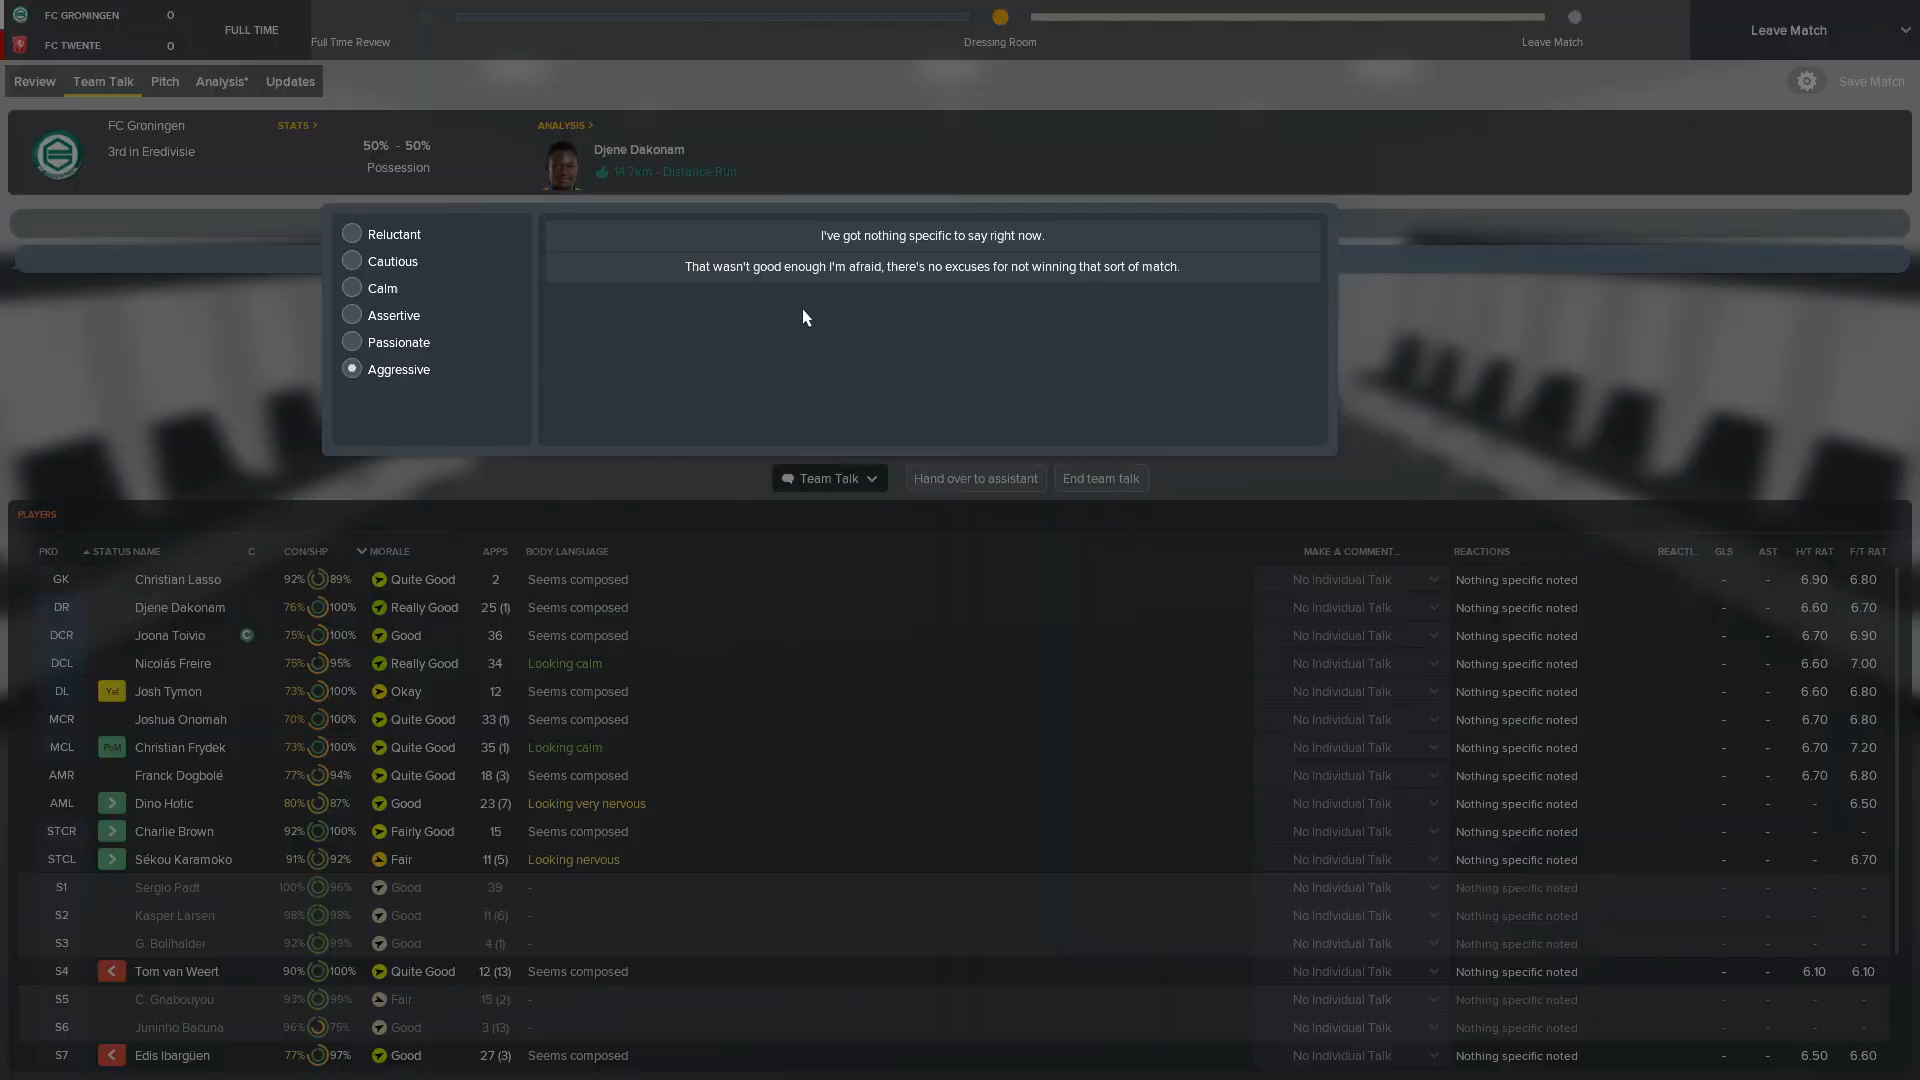 FC GRONINGEN 0
FC TWENTE 0
FULL TIME
Full Time Review
Dressing Room
Leave Match
Leave Match
Review Team Talk Pitch Analysis* Updates
Save Match
FC Groningen
3rd in Eredivisie
STATS >
50% - 50%
Possession
ANALYSIS >
Djene Dakonam
14.7km - Distance Run
Reluctant
Cautious
Calm
Assertive
Passionate
Aggressive
I've got nothing specific to say right now.
That wasn't good enough I'm afraid, there's no excuses for not winning that sort of match.
Team Talk
Hand over to assistant
End team talk
PLAYERS
PKD STATUS NAME C CON/SHP MORALE APPS BODY LANGUAGE MAKE A COMMENT... REACTIONS REACTI... GLS AST H/T RAT F/T RAT
GK Christian Lasso 92% 89% Quite Good 2 Seems composed No Individual Talk Nothing specific noted - - 6.90 6.80
DR Djene Dakonam 76% 100% Really Good 25 (1) Seems composed No Individual Talk Nothing specific noted - - 6.60 6.70
DCR Joona Toivio C 75% 100% Good 36 Seems composed No Individual Talk Nothing specific noted - - 6.70 6.90
DCL Nicolás Freire 75% 95% Really Good 34 Looking calm No Individual Talk Nothing specific noted - - 6.60 7.00
DL Yel Josh Tymon 73% 100% Okay 12 Seems composed No Individual Talk Nothing specific noted - - 6.60 6.80
MCR Joshua Onomah 70% 100% Quite Good 33 (1) Seems composed No Individual Talk Nothing specific noted - - 6.70 6.80
MCL PoM Christian Frydek 73% 100% Quite Good 35 (1) Looking calm No Individual Talk Nothing specific noted - - 6.70 7.20
AMR Franck Dogbolé 77% 94% Quite Good 18 (3) Seems composed No Individual Talk Nothing specific noted - - 6.70 6.80
AML Dino Hotic 80% 87% Good 23 (7) Looking very nervous No Individual Talk Nothing specific noted - - - 6.50
STCR Charlie Brown 92% 100% Fairly Good 15 Seems composed No Individual Talk Nothing specific noted - - - -
STCL Sékou Karamoko 91% 92% Fair 11 (5) Looking nervous No Individual Talk Nothing specific noted - - - 6.70
S1 Sergio Padt 100% 96% Good 39 - No Individual Talk Nothing specific noted - - - -
S2 Kasper Larsen 98% 98% Good 11 (6) - No Individual Talk Nothing specific noted - - - -
S3 G. Bollhalder 92% 99% Good 4 (1) - No Individual Talk Nothing specific noted - - - -
S4 Tom van Weert 90% 100% Quite Good 12 (13) Seems composed No Individual Talk Nothing specific noted - - 6.10 6.10
S5 C. Gnabouyou 93% 99% Fair 15 (2) - No Individual Talk Nothing specific noted - - - -
S6 Juninho Bacuna 96% 75% Good 3 (13) - No Individual Talk Nothing specific noted - - - -
S7 Edis Ibargüen 77% 97% Good 27 (3) Seems composed No Individual Talk Nothing specific noted - - 6.50 6.60